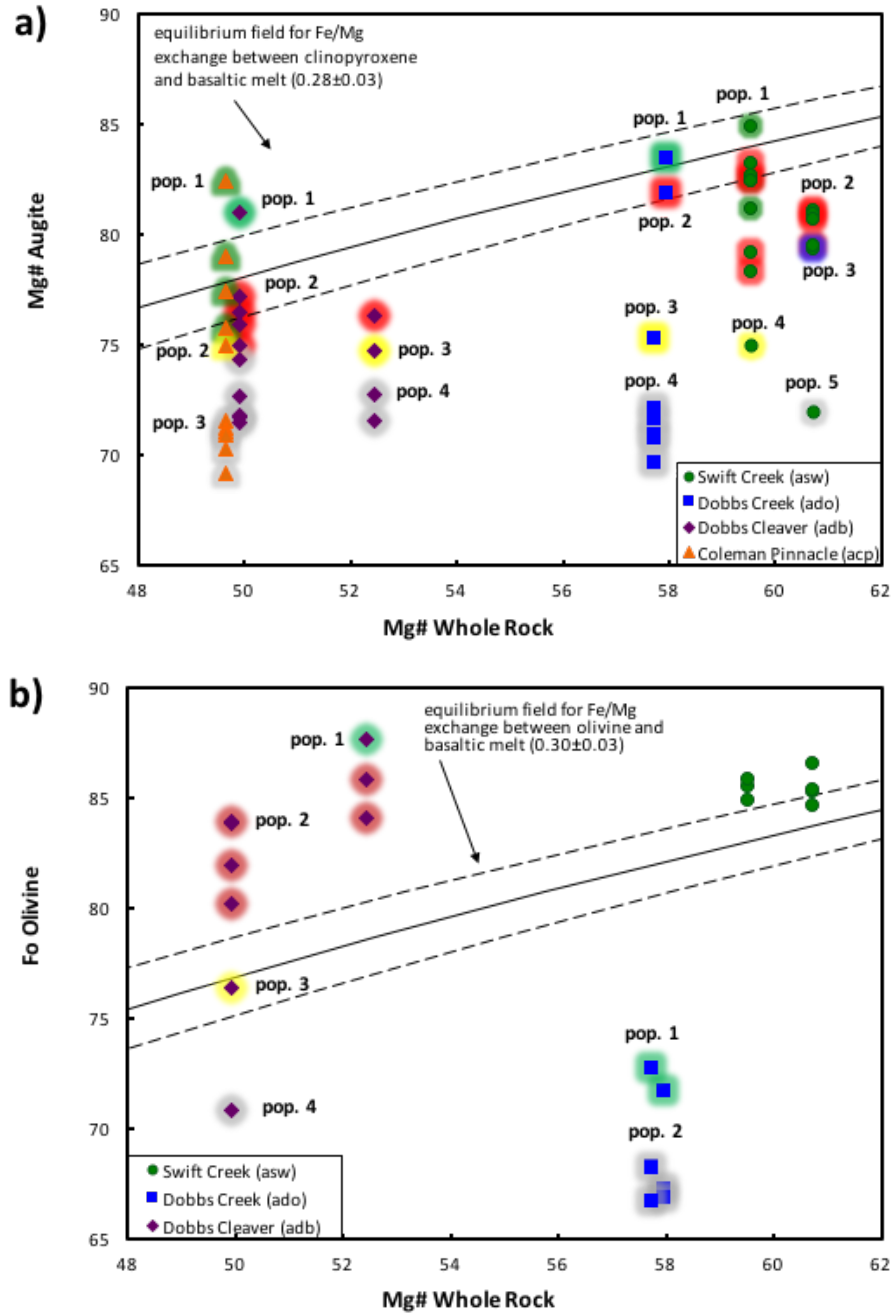 a)
90
equilibrium field for Fe/Mg
exchange between clinopyroxene
and basaltic melt (0.28±0.03)
pop. 1
pop. 1
85
pop. 1
pop. 1
pop. 2
80
Mg# Augite
pop. 2
pop. 2
pop. 3
pop. 3
pop. 2
pop. 3
pop. 4
75
pop. 4
pop. 4
pop. 5
pop. 3
70
Swift Creek (asw)
Dobbs Creek (ado)
Dobbs Cleaver (adb)
Coleman Pinnacle (acp)
65
48 50 52 54 56 58 60 62
Mg# Whole Rock
b)
90
equilibrium field for Fe/Mg
exchange between olivine and
basaltic melt (0.30±0.03)
pop. 1
85
pop. 2
80
Fo Olivine
pop. 3
75
pop. 1
pop. 4
70
pop. 2
Swift Creek (asw)
Dobbs Creek (ado)
Dobbs Cleaver (adb)
65
48 50 52 54 56 58 60 62
Mg# Whole Rock